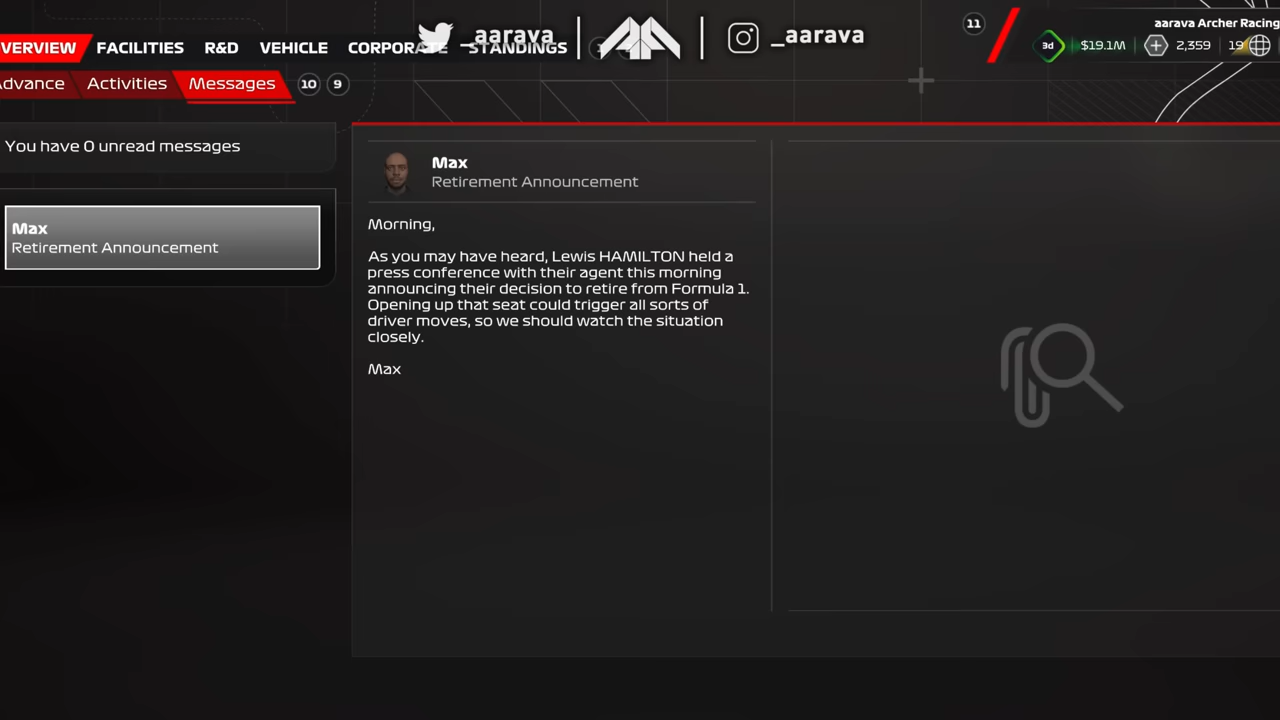 _aarava
_aarava
11
aarava Archer Racing
3d
$19.1M
2,359
19
VERVIEW
FACILITIES
R&D
VEHICLE
STANDINGS
Advance
Activities
Messages
10
9
You have 0 unread messages
Max
Retirement Announcement
Max
Retirement Announcement
Morning,
As you may have heard, Lewis HAMILTON held a
press conference with their agent this morning
announcing their decision to retire from Formula 1.
Opening up that seat could trigger all sorts of
driver moves, so we should watch the situation
closely.
Max